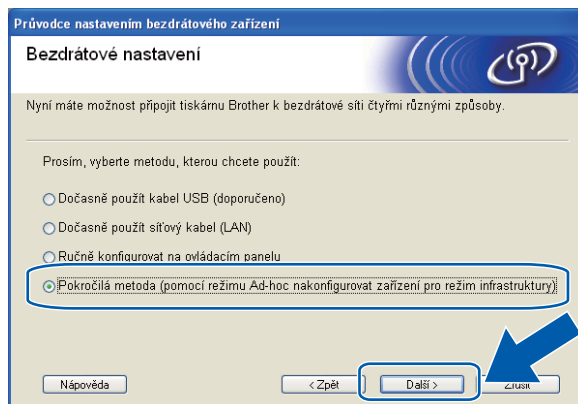 Průvodce nastavením bezdrátového zařízení
Bezdrátové nastavení
Nyní máte možnost připojit tiskárnu Brother k bezdrátové síti čtyřmi různými způsoby.
Prosím, vyberte metodu, kterou chcete použít:
Dočasně použít kabel USB (doporučeno)
Dočasně použít síťový kabel (LAN)
Ručně konfigurovat na ovládacím panelu
Pokročilá metoda (pomocí režimu Ad-hoc nakonfigurovat zařízení pro režim infrastruktury)
Nápověda < Zpět Další > Zrušit